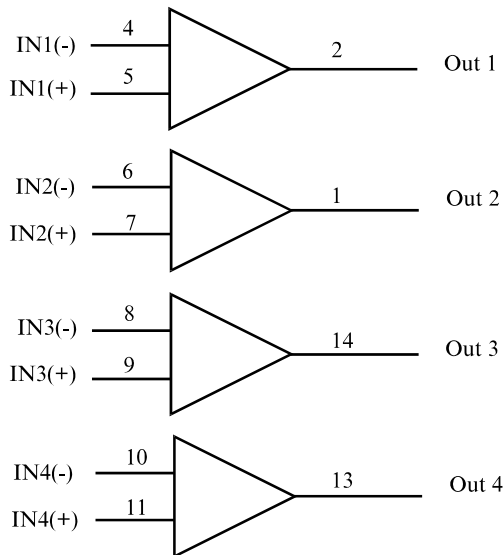 IN1(-) 4 2 Out 1
IN1(+) 5
IN2(-) 6 1 Out 2
IN2(+) 7
IN3(-) 8 14 Out 3
IN3(+) 9
IN4(-) 10 13 Out 4
IN4(+) 11